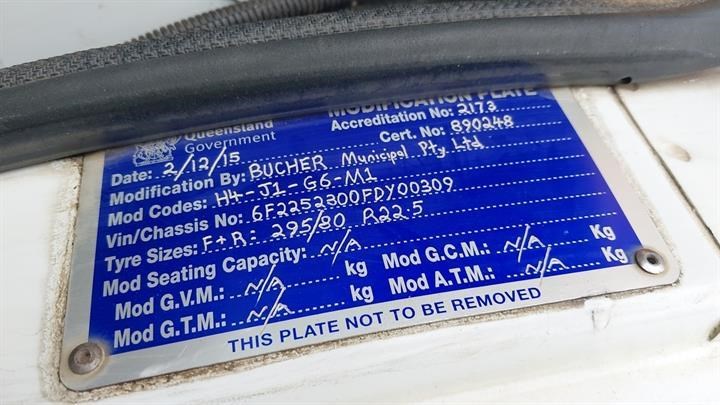 MODIFICATION PLATE
Queensland
Government
Accreditation No: 2173
Cert. No: 890248
Date: 2/12/15
Modification By: BUCHER Municipal Pty Ltd
Mod Codes: H4-J1-G6-M1
Vin/Chassis No: 6F2252300FDY00309
Tyre Sizes: F+R: 295/80 R22.5
Mod Seating Capacity: N/A
Mod G.V.M: N/A kg Mod G.C.M.: N/A Kg
Mod G.T.M: N/A kg Mod A.T.M.: N/A Kg
THIS PLATE NOT TO BE REMOVED